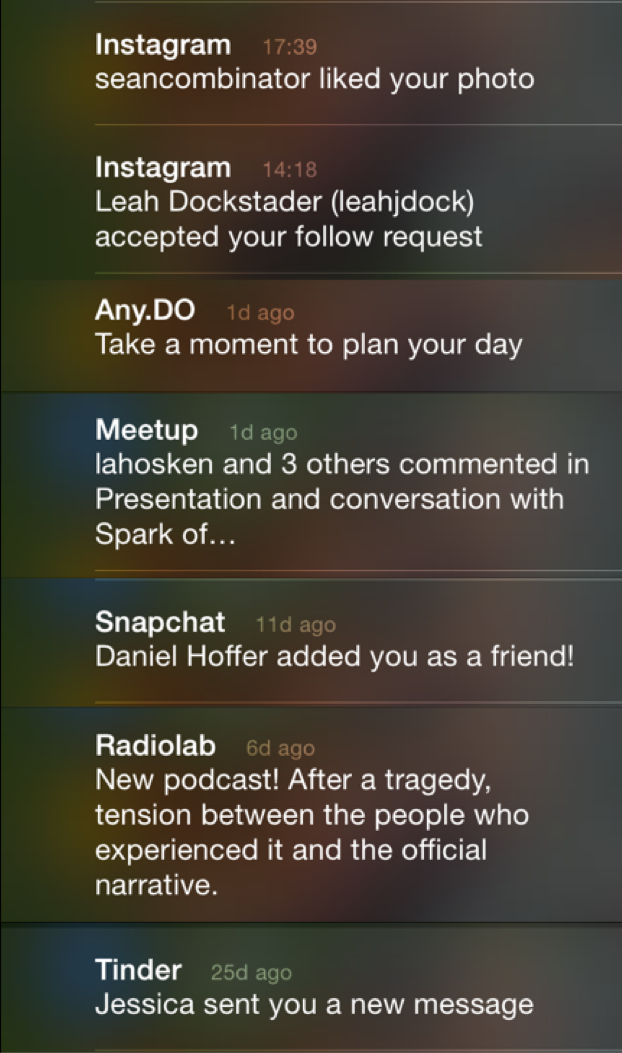 Instagram 17:39
seancombinator liked your photo
Instagram 14:18
Leah Dockstader (leahjdock)
accepted your follow request
Any.DO 1d ago
Take a moment to plan your day
Meetup 1d ago
lahosken and 3 others commented in
Presentation and conversation with
Spark of...
Snapchat 11d ago
Daniel Hoffer added you as a friend!
Radiolab 6d ago
New podcast! After a tragedy,
tension between the people who
experienced it and the official
narrative.
Tinder 25d ago
Jessica sent you a new message